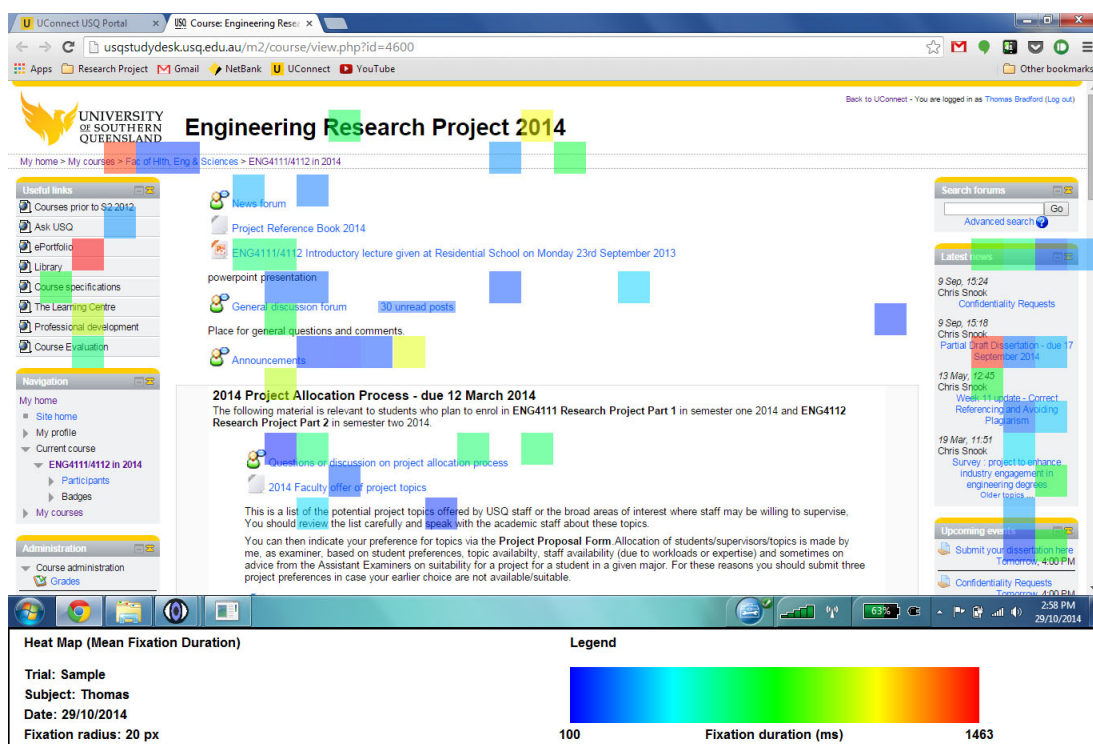 UConnect USQ Portal
USQ Course: Engineering Rese
usqstudydesk.usq.edu.au/m2/course/view.php?id=4600
Apps Research Project Gmail NetBank U UConnect YouTube Other bookmarks
Back to UConnect - You are logged in as Thomas Bradford (Log out)
UNIVERSITY
OF SOUTHERN
QUEENSLAND
Engineering Research Project 2014
My home > My courses > Fac of Hlth, Eng & Sciences > ENG4111/4112 in 2014
Useful links
Courses prior to S2 2012
Ask USQ
ePortfolio
Library
Course specifications
The Learning Centre
Professional development
Course Evaluation
Navigation
My home
Site home
My profile
Current course
ENG4111/4112 in 2014
Participants
Badges
My courses
Administration
Course administration
Grades
News forum
Project Reference Book 2014
ENG4111/4112 Introductory lecture given at Residential School on Monday 23rd September 2013
powerpoint presentation
General discussion forum 30 unread posts
Place for general questions and comments.
Announcements
2014 Project Allocation Process - due 12 March 2014
The following material is relevant to students who plan to enrol in ENG4111 Research Project Part 1 in semester one 2014 and ENG4112
Research Project Part 2 in semester two 2014.
Questions or discussion on project allocation process
2014 Faculty offer of project topics
This is a list of the potential project topics offered by USQ staff or the broad areas of interest where staff may be willing to supervise,
You should review the list carefully and speak with the academic staff about these topics.
You can then indicate your preference for topics via the Project Proposal Form.Allocation of students/supervisors/topics is made by
me, as examiner, based on student preferences, topic availabilty, staff availability (due to workloads or expertise) and sometimes on
advice from the Assistant Examiners on suitability for a project for a student in a given major. For these reasons you should submit three
project preferences in case your earlier choice are not available/suitable.
Search forums
Go
Advanced search
Latest news
9 Sep, 15:24
Chris Snook
Confidentiality Requests
9 Sep, 15:18
Chris Snook
Partial Draft Dissertation - due 17
September 2014
13 May, 12:45
Chris Snook
Week 11 update - Correct
Referencing and Avoiding
Plagiarism
19 Mar, 11:51
Chris Snook
Survey : project to enhance
industry engagement in
engineering degrees
Older topics ...
Upcoming events
Submit your dissertation here
Tomorrow, 4:00 PM
Confidentiality Requests
Tomorrow, 4:00 PM
63%
2:58 PM
29/10/2014
Heat Map (Mean Fixation Duration)
Trial: Sample
Subject: Thomas
Date: 29/10/2014
Fixation radius: 20 px
Legend
100 Fixation duration (ms) 1463